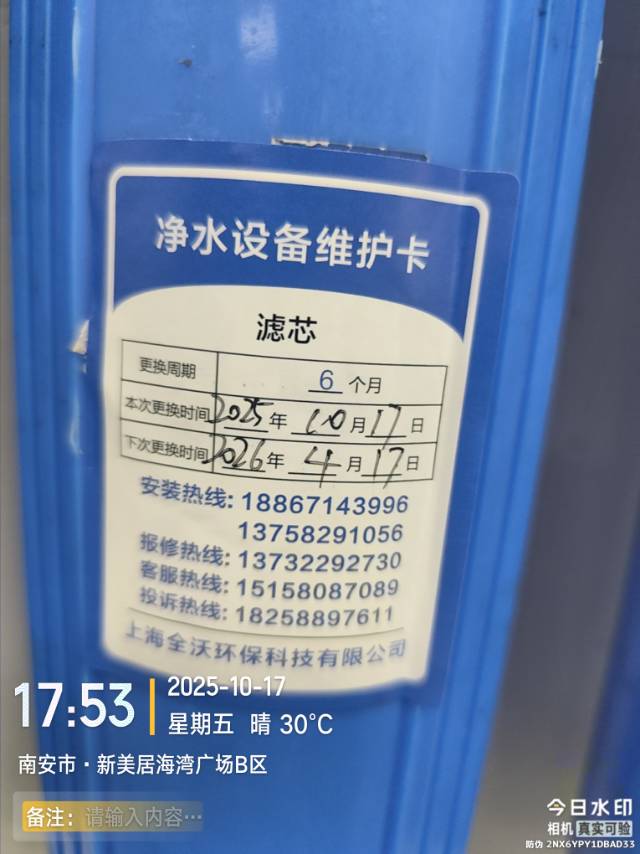 净水设备维护卡
滤芯
更换周期 6 个月
本次更换时间 2025 年 10 月 17 日
下次更换时间 2026 年 4 月 17 日
安装热线: 18867143996
13758291056
报修热线: 13732292730
客服热线: 15158087089
投诉热线: 18258897611
上海全沃环保科技有限公司
17:53
2025-10-17
星期五 晴 30°C
南安市·新美居海湾广场B区
备注: 请输入内容…
今日水印
相机 真实可验
防伪 2NX6YPY1DBAD33